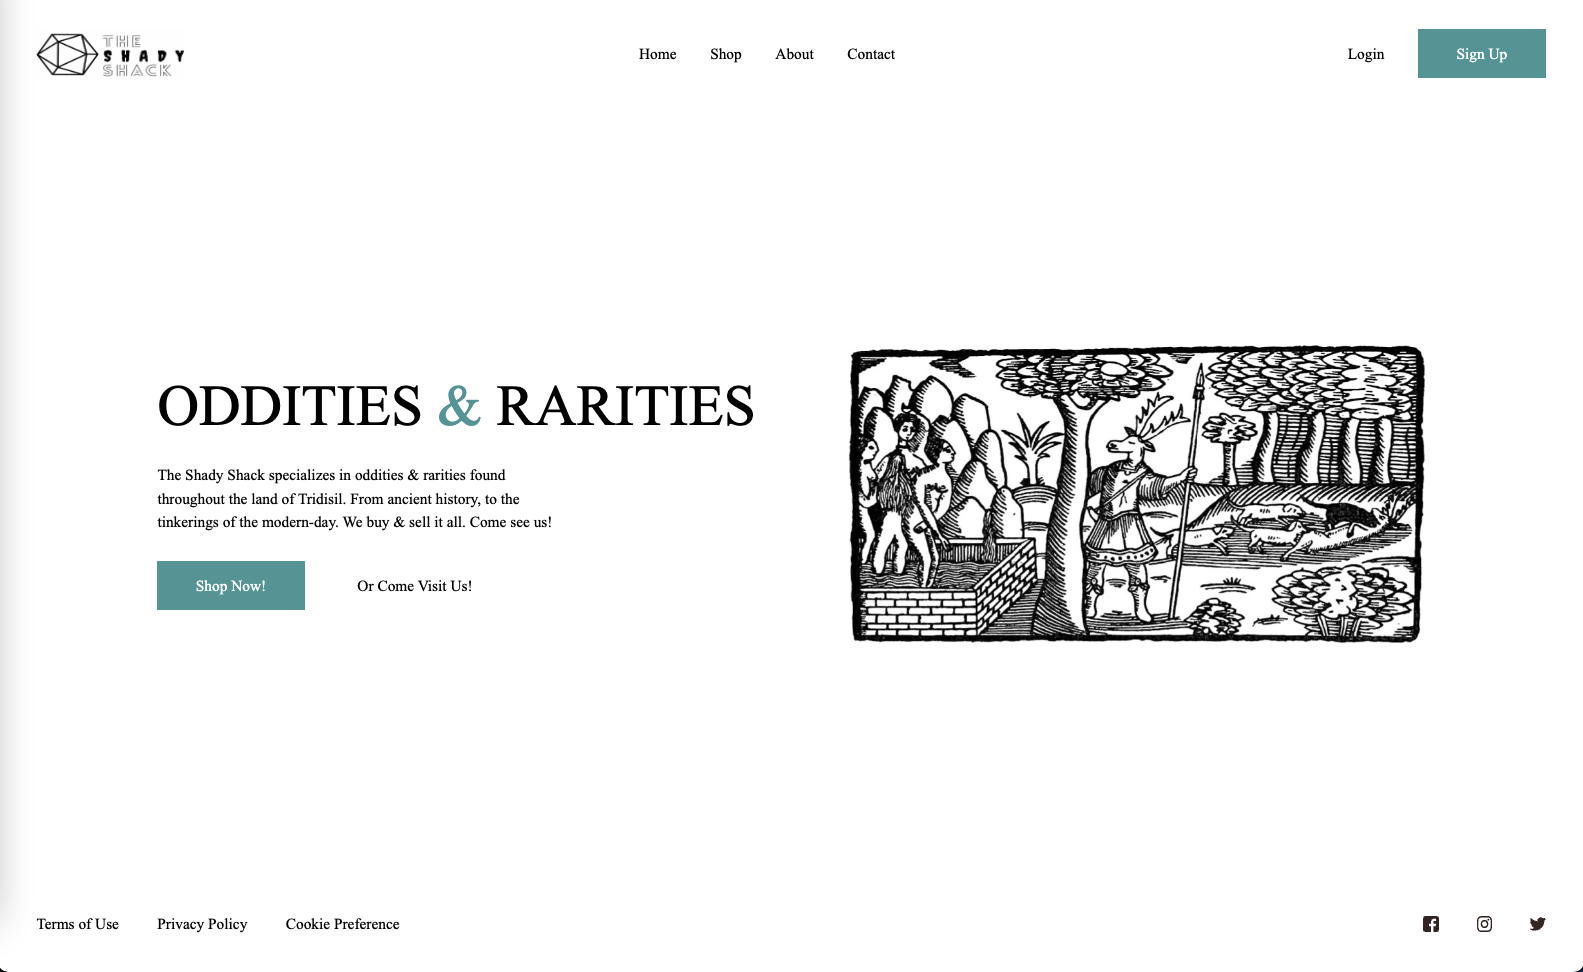 THE
SHADY
SHACK
Home Shop About Contact
Login Sign Up
ODDITIES & RARITIES
The Shady Shack specializes in oddities & rarities found
throughout the land of Tridisil. From ancient history, to the
tinkerings of the modern-day. We buy & sell it all. Come see us!
Shop Now! Or Come Visit Us!
Terms of Use Privacy Policy Cookie Preference